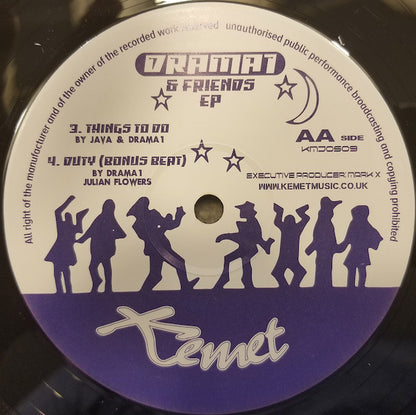 All right of the manufacturer and of the owner of the recorded work reserved unauthorised public performance broadcasting and copying prohibited
DRAMA1
& FRIENDS
EP
3. THINGS TO DO
BY JAVA & DRAMA1
4. DUTY (BONUS BEAT)
BY DRAMA1
JULIAN FLOWERS
AA SIDE
KMJ0909
EXECUTIVE PRODUCER: MARK X
WWW.KEMETMUSIC.CO.UK
Kemet